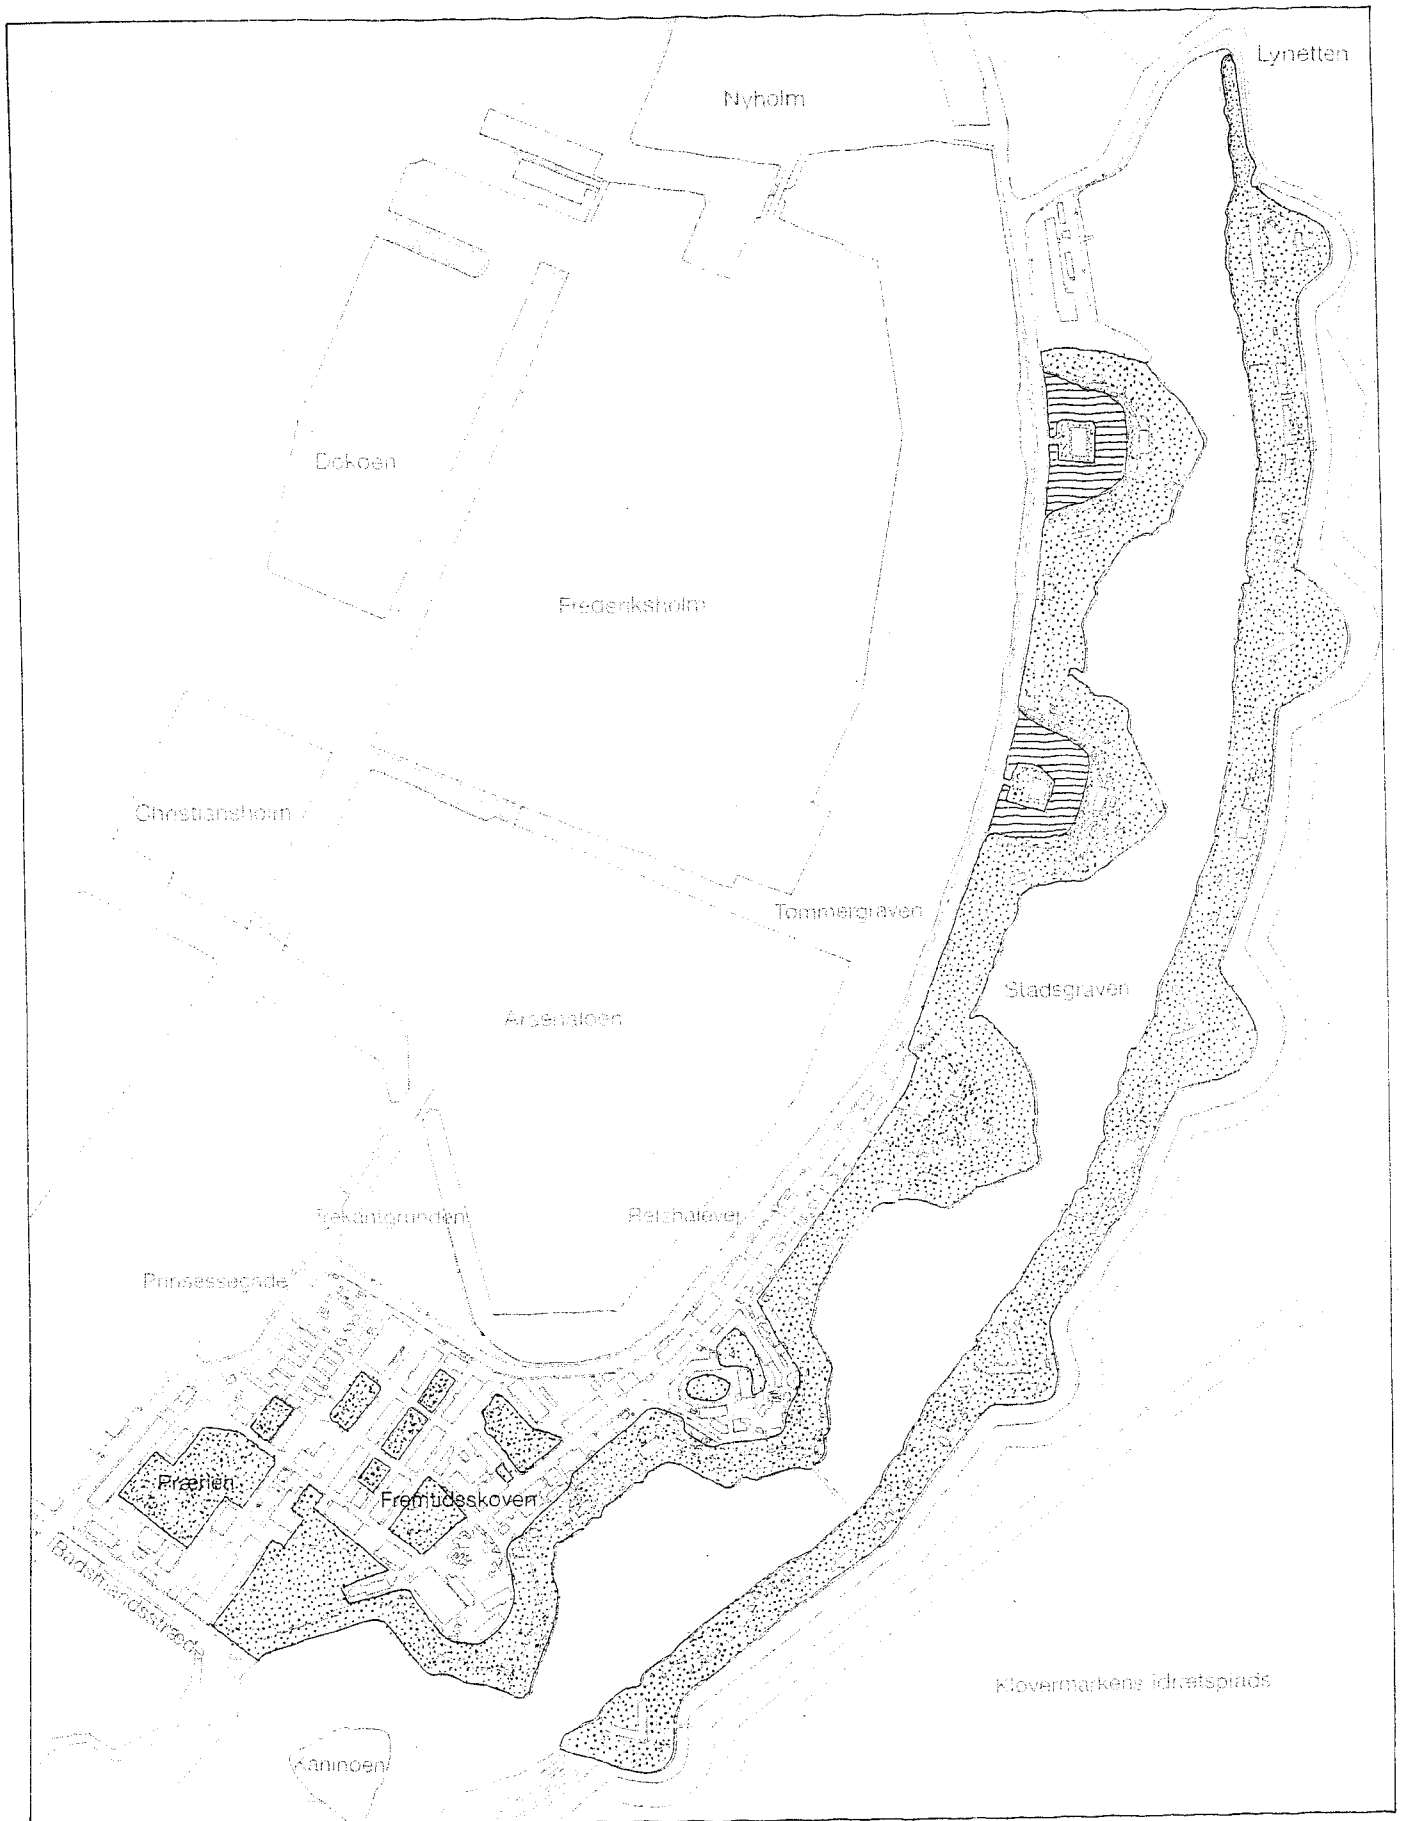 Lynetten
Nyholm
Dokøen
Frederiksholm
Christiansholm
Tømmergraven
Stadsgraven
Arsenaløen
Trekantgrunden
Refshalevej
Prinsessegade
Prærien
Fremtidsskoven
Badsmandsstræde
Kløvermarkens idrætsplads
Kaninøen